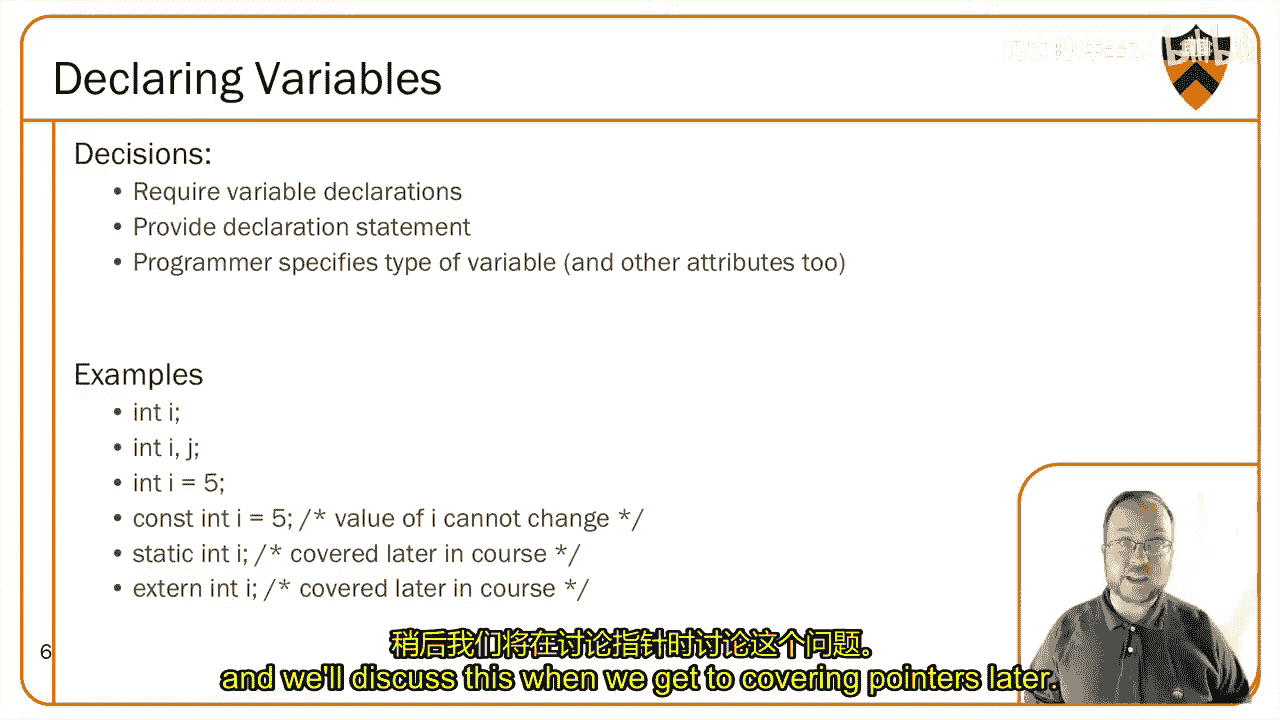 Declaring Variables
Decisions:
• Require variable declarations
• Provide declaration statement
• Programmer specifies type of variable (and other attributes too)
Examples
• int i;
• int i, j;
• int i = 5;
• const int i = 5; /* value of i cannot change */
• static int i; /* covered later in course */
• extern int i; /* covered later in course */
6
稍后我们将在讨论指针时讨论这个问题。
and we'll discuss this when we get to covering pointers later.